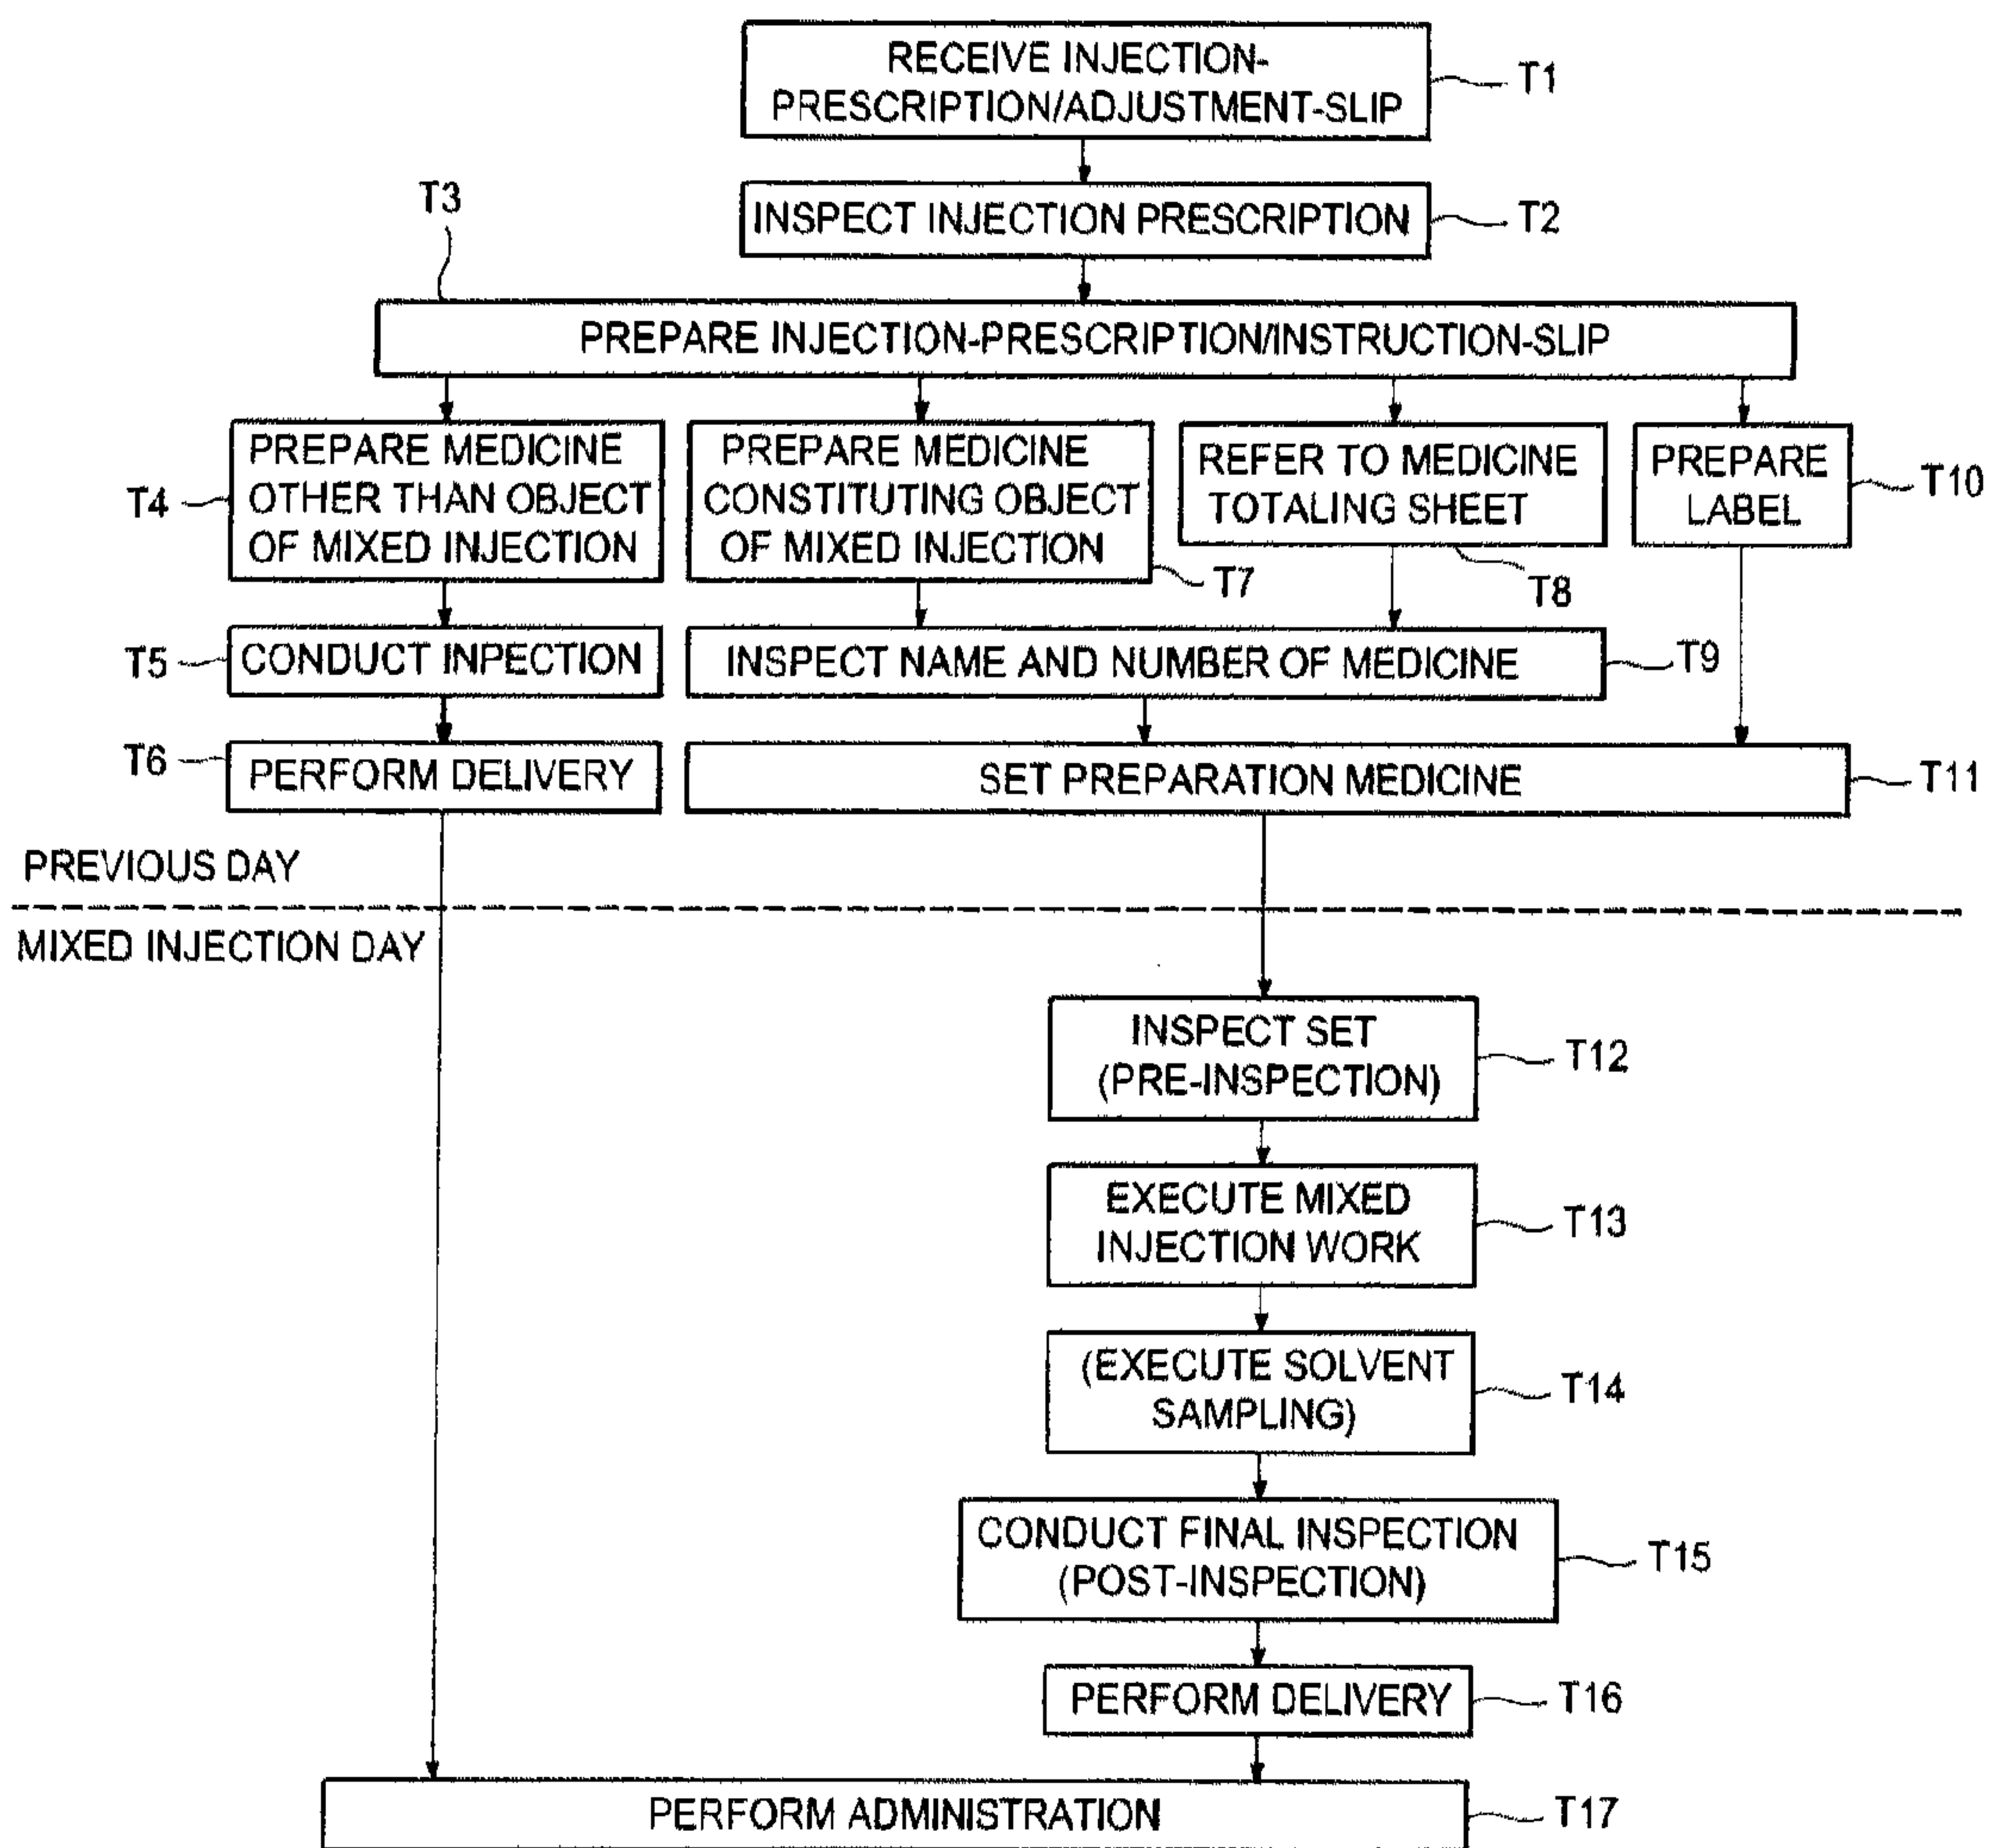 RECEIVE INJECTION-
PRESCRIPTION/ADJUSTMENT-SLIP
T1
INSPECT INJECTION PRESCRIPTION
T2
T3
PREPARE INJECTION-PRESCRIPTION/INSTRUCTION-SLIP
T4
PREPARE MEDICINE
OTHER THAN OBJECT
OF MIXED INJECTION
PREPARE MEDICINE
CONSTITUTING OBJECT
OF MIXED INJECTION
T7
REFER TO MEDICINE
TOTALING SHEET
T8
PREPARE
LABEL
T10
T5
CONDUCT INPECTION
INSPECT NAME AND NUMBER OF MEDICINE
T9
T6
PERFORM DELIVERY
SET PREPARATION MEDICINE
T11
PREVIOUS DAY
MIXED INJECTION DAY
INSPECT SET
(PRE-INSPECTION)
T12
EXECUTE MIXED
INJECTION WORK
T13
(EXECUTE SOLVENT
SAMPLING)
T14
CONDUCT FINAL INSPECTION
(POST-INSPECTION)
T15
PERFORM DELIVERY
T16
PERFORM ADMINISTRATION
T17